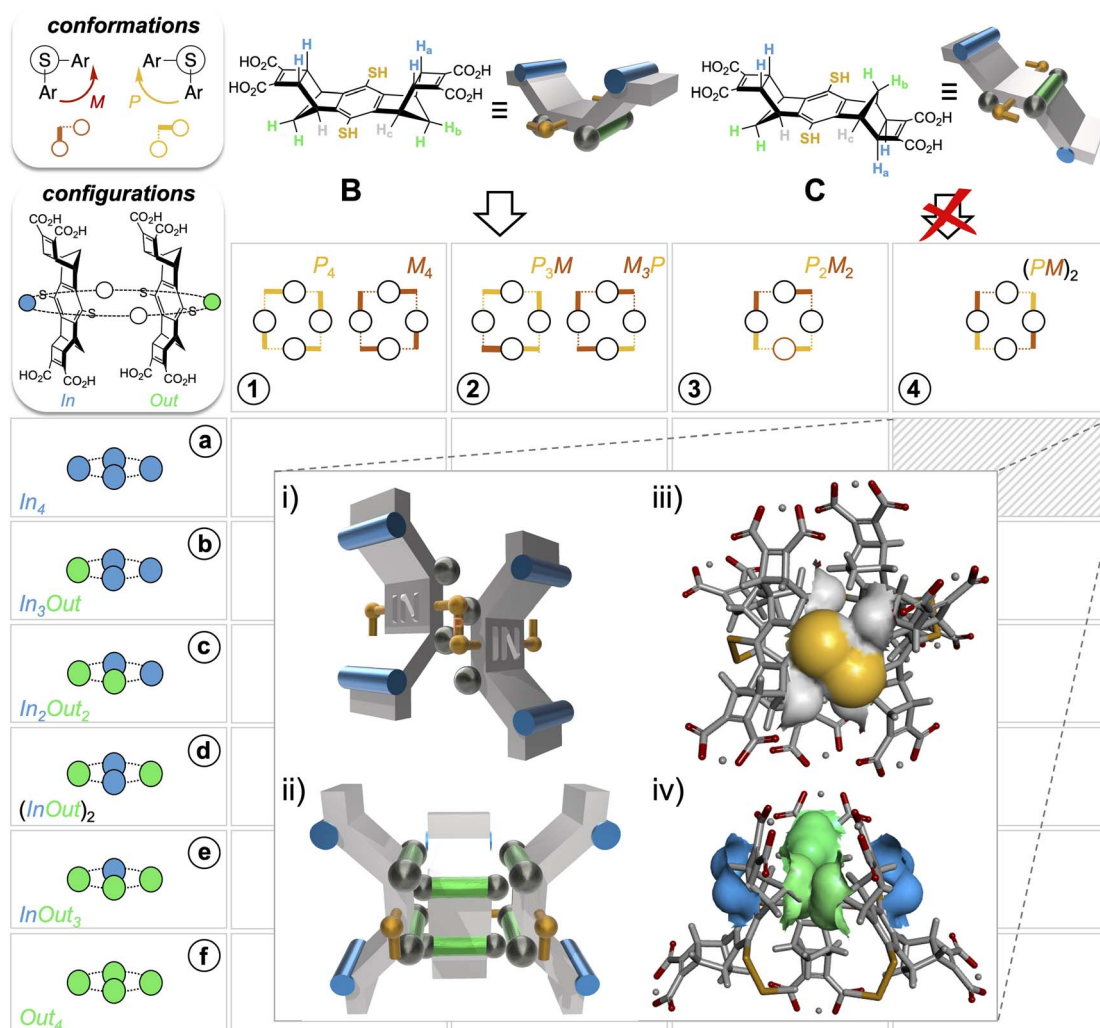 conformations
S Ar Ar S
Ar M P Ar
H H Ha
HO2C SH CO2H
HO2C CO2H
≡
H H SH Hc H Hb
B
HO2C SH H Hb
HO2C
≡
H H SH Hc H CO2H
CO2H
Ha
C
configurations
CO2H CO2H
CO2H CO2H
S S
S S
HO2C CO2H HO2C CO2H
In Out
P4 M4
1
P3M M3P
2
P2M2
3
(PM)2
4
a
In4
b
In3Out
c
In2Out2
d
(InOut)2
e
InOut3
f
Out4
i)
IN
IN
ii)
iii)
iv)